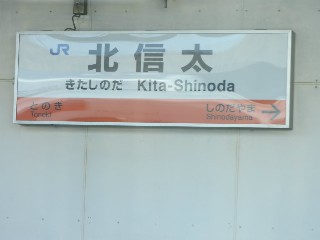 JR 北信太
きたしのだ Kita-Shinoda
とのき しのだやま
Tonoki Shinodayama